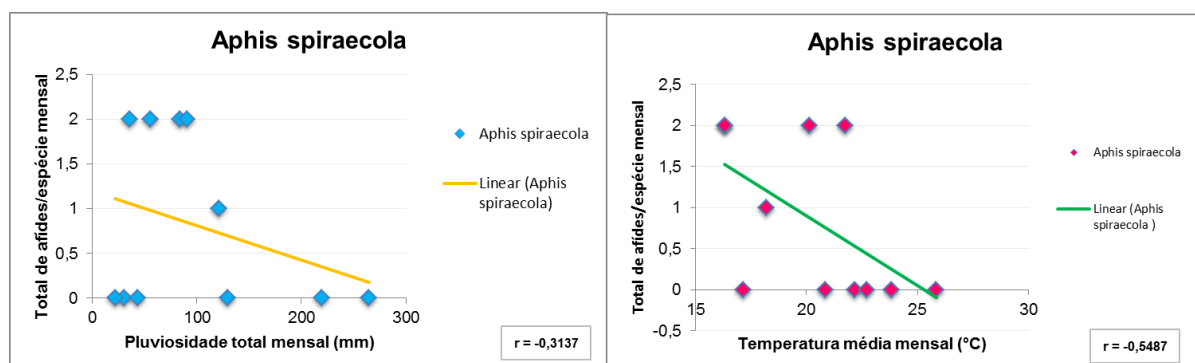 Aphis spiraecola
Total de afides/espécie mensal
2,5
2
1,5
1
0,5
0
0
100
200
300
Pluviosidade total mensal (mm)
Aphis spiraecola
Linear (Aphis
spiraecola)
r = -0,3137
Aphis spiraecola
Total de afides/espécie mensal
2,5
2
1,5
1
0,5
0
-0,5
15
20
25
30
Temperatura média mensal (°C)
Aphis spiraecola
Linear (Aphis
spiraecola )
r = -0,5487